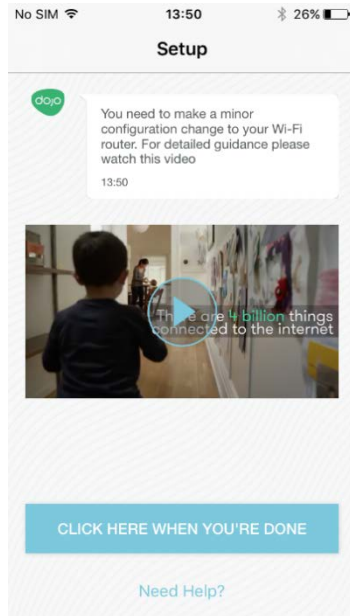 No SIM 13:50 26%
Setup
dojo
You need to make a minor
configuration change to your Wi-Fi
router. For detailed guidance please
watch this video
13:50
There are 4 billion things
connected to the internet
CLICK HERE WHEN YOU'RE DONE
Need Help?